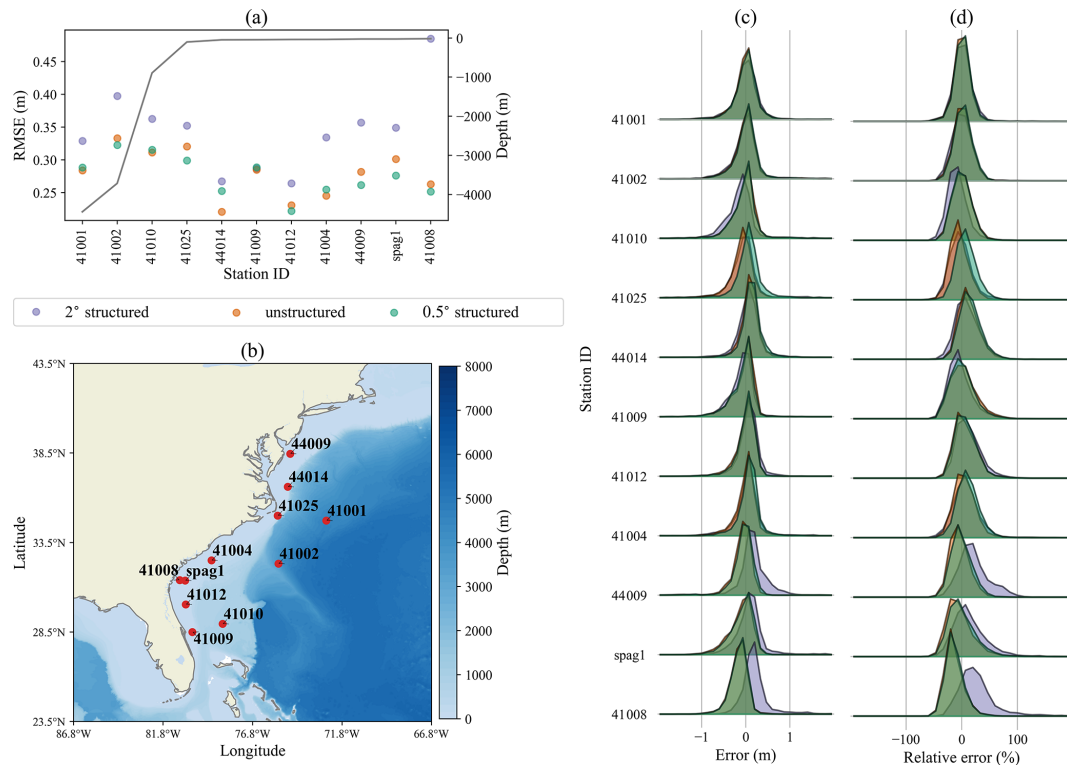 (a)
RMSE (m)
0.45
0.40
0.35
0.30
0.25
0
−1000
−2000
−3000
−4000
Depth (m)
41001
41002
41010
41025
44014
41009
41012
41004
44009
spag1
41008
Station ID
2° structured
unstructured
0.5° structured
(b)
Latitude
43.5°N
38.5°N
33.5°N
28.5°N
23.5°N
86.8°W
81.8°W
76.8°W
71.8°W
66.8°W
Longitude
44009
44014
41025
41001
41004
41002
41008
spag1
41012
41010
41009
8000
7000
6000
5000
4000
3000
2000
1000
0
Depth (m)
(c)
Station ID
41001
41002
41010
41025
44014
41009
41012
41004
44009
spag1
41008
−1
0
1
Error (m)
(d)
−100
0
100
Relative error (%)